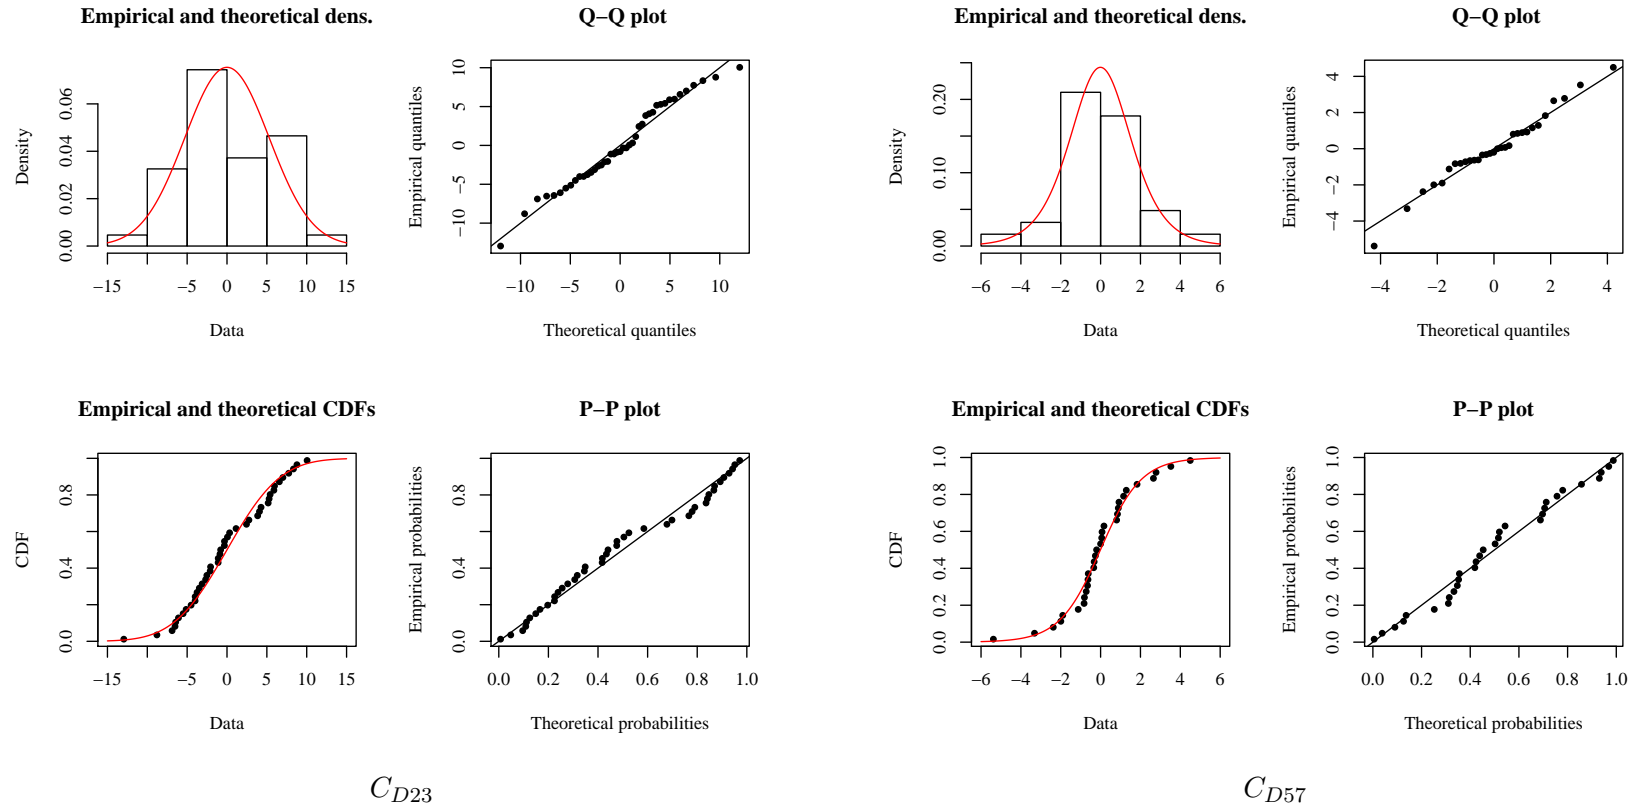 Empirical and theoretical dens.
Density
0.00 0.02 0.04 0.06
−15 −5 0 5 10 15
Data
Q−Q plot
Empirical quantiles
−10 −5 0 5 10
−10 −5 0 5 10
Theoretical quantiles
Empirical and theoretical CDFs
CDF
0.0 0.4 0.8
−15 −5 0 5 10 15
Data
P−P plot
Empirical probabilities
0.0 0.4 0.8
0.0 0.2 0.4 0.6 0.8 1.0
Theoretical probabilities
C_{D23}
Empirical and theoretical dens.
Density
0.00 0.10 0.20
−6 −4 −2 0 2 4 6
Data
Q−Q plot
Empirical quantiles
−4 −2 0 2 4
−4 −2 0 2 4
Theoretical quantiles
Empirical and theoretical CDFs
CDF
0.0 0.2 0.4 0.6 0.8 1.0
−6 −4 −2 0 2 4 6
Data
P−P plot
Empirical probabilities
0.0 0.2 0.4 0.6 0.8 1.0
0.0 0.2 0.4 0.6 0.8 1.0
Theoretical probabilities
C_{D57}